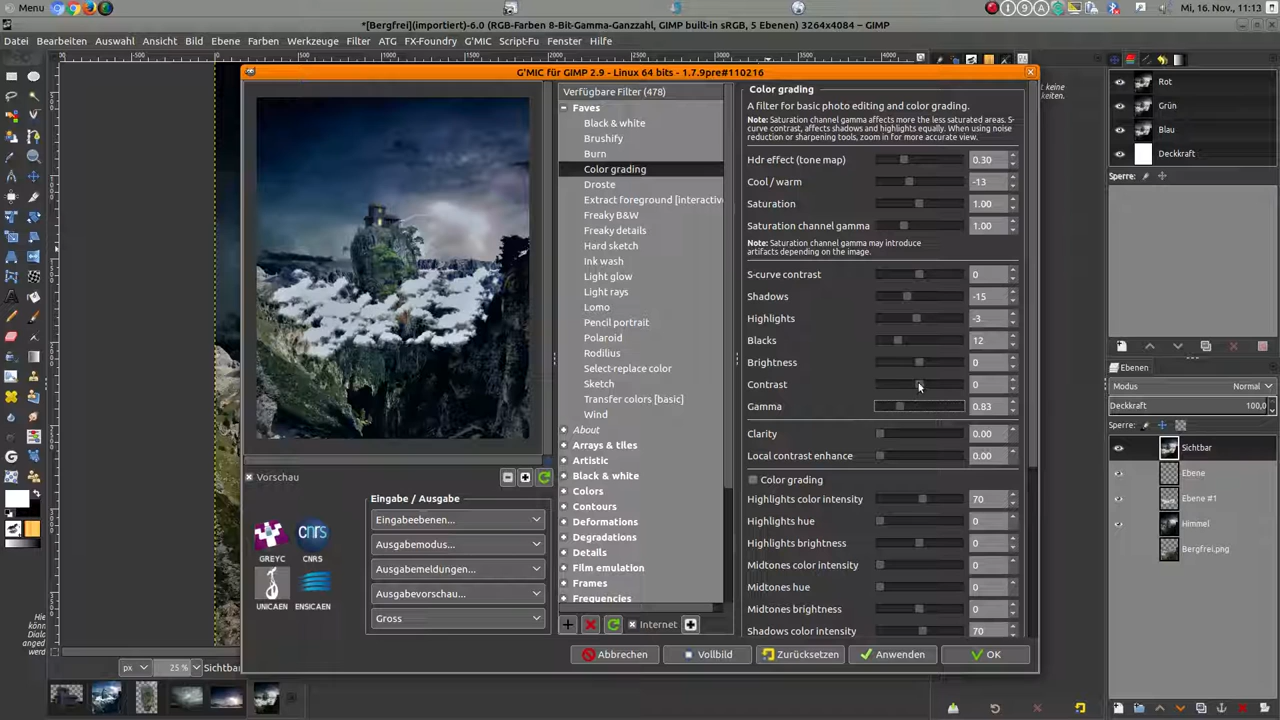 Menu
Mi, 16. Nov., 11:13
*[Bergfrei](importiert)-6.0 (RGB-Farben 8-Bit-Gamma-Ganzzahl, GIMP built-in sRGB, 5 Ebenen) 3264x4084 – GIMP
Datei Bearbeiten Auswahl Ansicht Bild Ebene Farben Werkzeuge Filter ATG FX-Foundry G'MIC Script-Fu Fenster Hilfe
G'MIC für GIMP 2.9 - Linux 64 bits - 1.7.9pre#110216
Verfügbare Filter (478)
Faves
Black & white
Brushify
Burn
Color grading
Droste
Extract foreground [interactiv
Freaky B&W
Freaky details
Hard sketch
Ink wash
Light glow
Light rays
Lomo
Pencil portrait
Polaroid
Rodilius
Select-replace color
Sketch
Transfer colors [basic]
Wind
About
Arrays & tiles
Artistic
Black & white
Colors
Contours
Deformations
Degradations
Details
Film emulation
Frames
Frequencies
Internet
Color grading
A filter for basic photo editing and color grading.
Note: Saturation channel gamma affects more the less saturated areas. S-
curve contrast, affects shadows and highlights equally. When using noise
reduction or sharpening tools, zoom in for more accurate view.
Hdr effect (tone map) 0.30
Cool / warm -13
Saturation 1.00
Saturation channel gamma 1.00
Note: Saturation channel gamma may introduce
artifacts depending on the image.
S-curve contrast 0
Shadows -15
Highlights -3
Blacks 12
Brightness 0
Contrast 0
Gamma 0.83
Clarity 0.00
Local contrast enhance 0.00
Color grading
Highlights color intensity 70
Highlights hue 0
Highlights brightness 0
Midtones color intensity 0
Midtones hue 0
Midtones brightness 0
Shadows color intensity 70
Vorschau
GREYC
CNRS
UNICAEN
ENSICAEN
Eingabe / Ausgabe
Eingabeebenen...
Ausgabemodus...
Ausgabemeldungen...
Ausgabevorschau...
Gross
Abbrechen
Vollbild
Zurücksetzen
Anwenden
OK
px
25 %
Sichtbar
l keine
keiten.
Rot
Grün
Blau
Deckkraft
Sperre:
Ebenen
Modus Normal
Deckkraft 100,0
Sperre:
Sichtbar
Ebene
Ebene #1
Himmel
Bergfrei.png